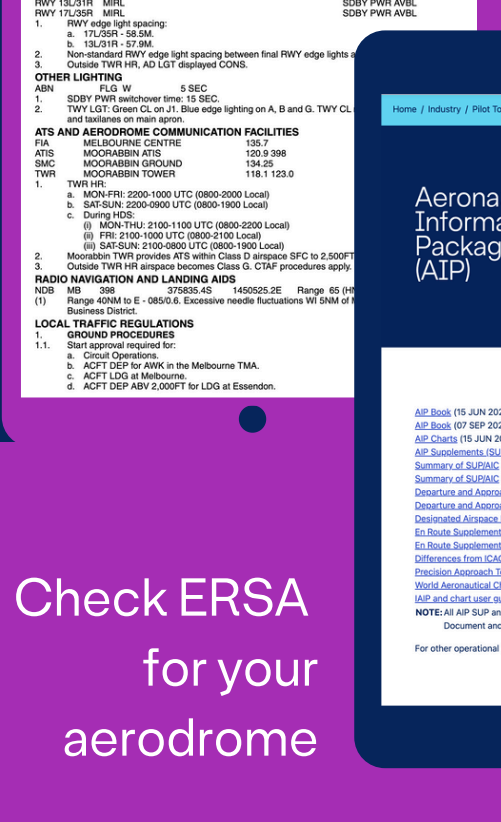 RWY 13L/31R MIRL SDBY PWR AVBL
RWY 17L/35R MIRL SDBY PWR AVBL
1. RWY edge light spacing:
a. 17L/35R - 58.5M.
b. 13L/31R - 57.9M.
2. Non-standard RWY edge light spacing between final RWY edge lights a
3. Outside TWR HR, AD LGT displayed CONS.
OTHER LIGHTING
ABN FLG W 5 SEC
1. SDBY PWR switchover time: 15 SEC.
2. TWY LGT: Green CL on J1. Blue edge lighting on A, B and G. TWY CL
and taxilanes on main apron.
ATS AND AERODROME COMMUNICATION FACILITIES
FIA MELBOURNE CENTRE 135.7
ATIS MOORABBIN ATIS 120.9 398
SMC MOORABBIN GROUND 134.25
TWR MOORABBIN TOWER 118.1 123.0
1. TWR HR:
a. MON-FRI: 2200-1000 UTC (0800-2000 Local)
b. SAT-SUN: 2200-0900 UTC (0800-1900 Local)
c. During HDS:
(i) MON-THU: 2100-1100 UTC (0800-2200 Local)
(ii) FRI: 2100-1000 UTC (0800-2100 Local)
(iii) SAT-SUN: 2100-0800 UTC (0800-1900 Local)
2. Moorabbin TWR provides ATS within Class D airspace SFC to 2,500FT
3. Outside TWR HR airspace becomes Class G. CTAF procedures apply.
RADIO NAVIGATION AND LANDING AIDS
NDB MB 398 375835.4S 1450525.2E Range 65 (HN
(1) Range 40NM to E - 085/0.6. Excessive needle fluctuations WI 5NM of
Business District.
LOCAL TRAFFIC REGULATIONS
1. GROUND PROCEDURES
1.1. Start approval required for:
a. Circuit Operations.
b. ACFT DEP for AWK in the Melbourne TMA.
c. ACFT LDG at Melbourne.
d. ACFT DEP ABV 2,000FT for LDG at Essendon.
Home / Industry / Pilot To
Aerona
Informa
Packag
(AIP)
AIP Book (15 JUN 202
AIP Book (07 SEP 202
AIP Charts (15 JUN 20
AIP Supplements (SU
Summary of SUP/AIC
Summary of SUP/AIC
Departure and Approa
Departure and Approa
Designated Airspace
En Route Supplement
En Route Supplement
Differences from ICAO
Precision Approach Te
World Aeronautical Ch
IAIP and chart user gu
NOTE: All AIP SUP an
Document and
For other operational
Check ERSA
for your
aerodrome